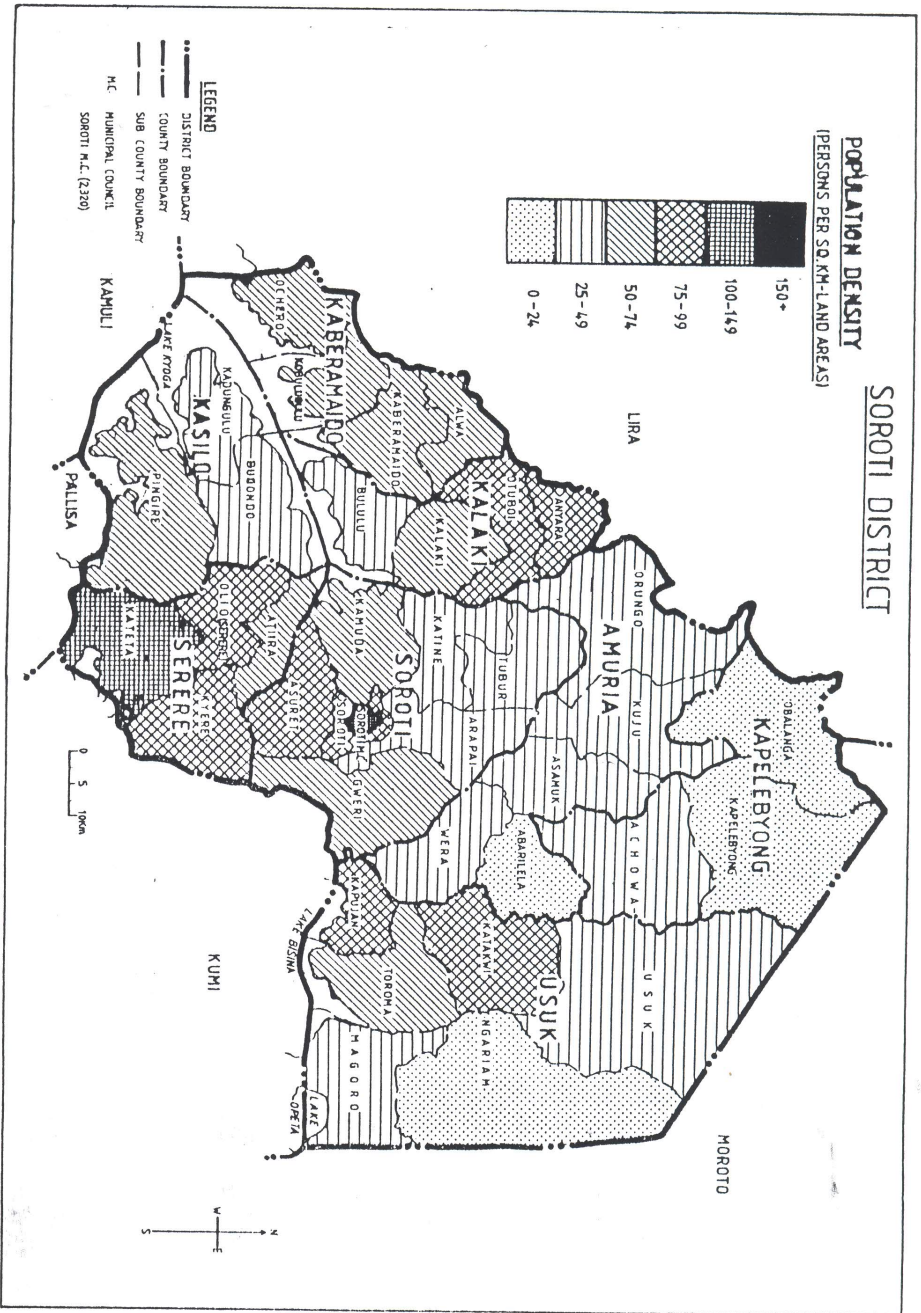 SOROTI DISTRICT
POPULATION DENSITY
(PERSONS PER SQ.KM-LAND AREAS)
150+
100-149
75-99
50-74
25-49
0-24
LIRA
MOROTO
KUMI
PALLISA
KAMULI
KAPELEBYONG
OBALANGA
KAPELEBYONG
AMURIA
ORUNGO
KUJU
ACHOWA
ASAMUK
ABARILELA
WERA
USUK
USUK
KATAKWI
NGARIAM
TOROMA
KAPUJAN
MAGORO
LAKE BISINA
LAKE
OPETA
KALAKI
ANTARA
OTUBOI
KALAKI
BULULU
KABERAMAIDO
ALWA
KABERAMAIDO
OCHERO
KOBULUBULU
SOROTI
TUBUR
KATINE
ARAPAI
KAMUDA
SOROTI M.C
SOROTI
GWERI
ASURET
KASILO
KADUNGULU
BUGONDO
PINGIRE
LAKE KYOGA
SERERE
ATIIRA
KYERE
KATETA
LEGEND
DISTRICT BOUNDARY
COUNTY BOUNDARY
SUB COUNTY BOUNDARY
M.C. MUNICIPAL COUNCIL
SOROTI M.C. (2320)
0 5 10Km
N
W E
S